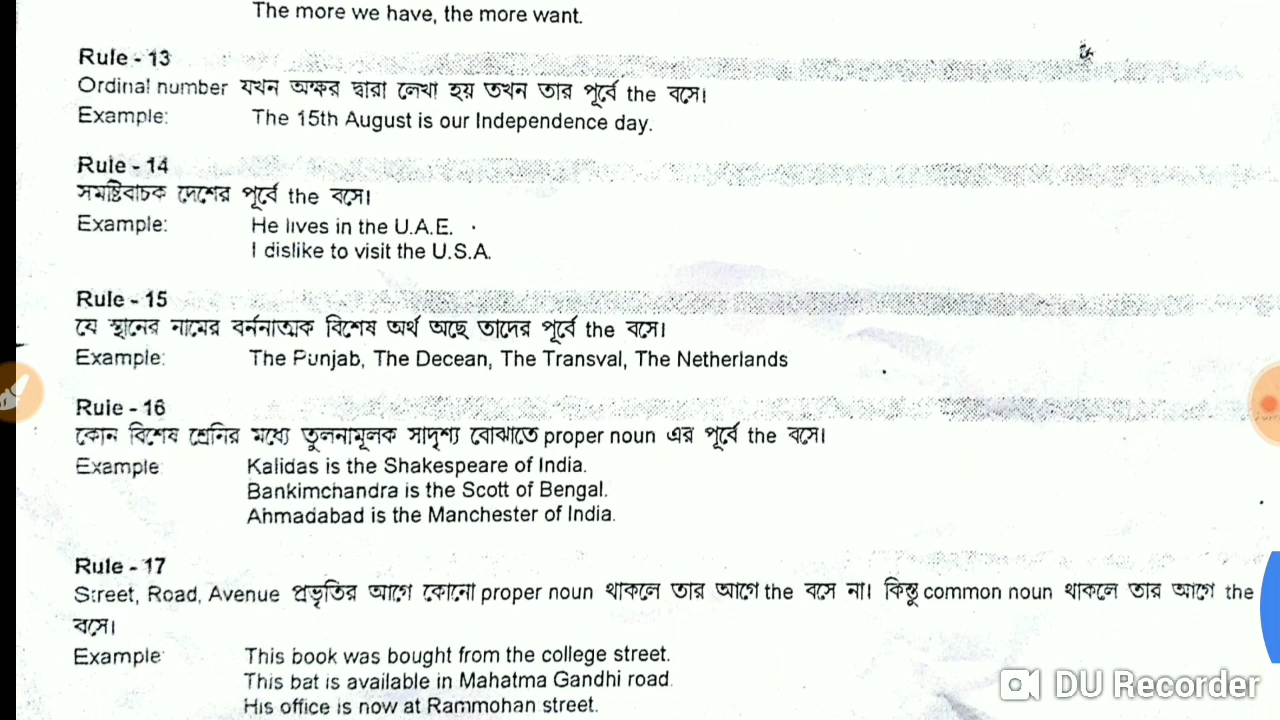 The more we have, the more want.
Rule - 13
Ordinal number যখন অক্ষর দ্বারা লেখা হয় তখন তার পূর্বে the বসে।
Example: The 15th August is our Independence day.
Rule - 14
সমষ্টিবাচক দেশের পূর্বে the বসে।
Example: He lives in the U.A.E.
I dislike to visit the U.S.A.
Rule - 15
যে স্থানের নামের বর্ননাত্মক বিশেষ অর্থ আছে তাদের পূর্বে the বসে।
Example: The Punjab, The Decean, The Transval, The Netherlands
Rule - 16
কোন বিশেষ শ্রেনির মধ্যে তুলনামূলক সাদৃশ্য বোঝাতে proper noun এর পূর্বে the বসে।
Example Kalidas is the Shakespeare of India.
Bankimchandra is the Scott of Bengal.
Ahmadabad is the Manchester of India.
Rule - 17
Street, Road, Avenue প্রভৃতির আগে কোনো proper noun থাকলে তার আগে the বসে না। কিন্তু common noun থাকলে তার আগে the
বসে।
Example: This book was bought from the college street.
This bat is available in Mahatma Gandhi road.
His office is now at Rammohan street.
DU Recorder